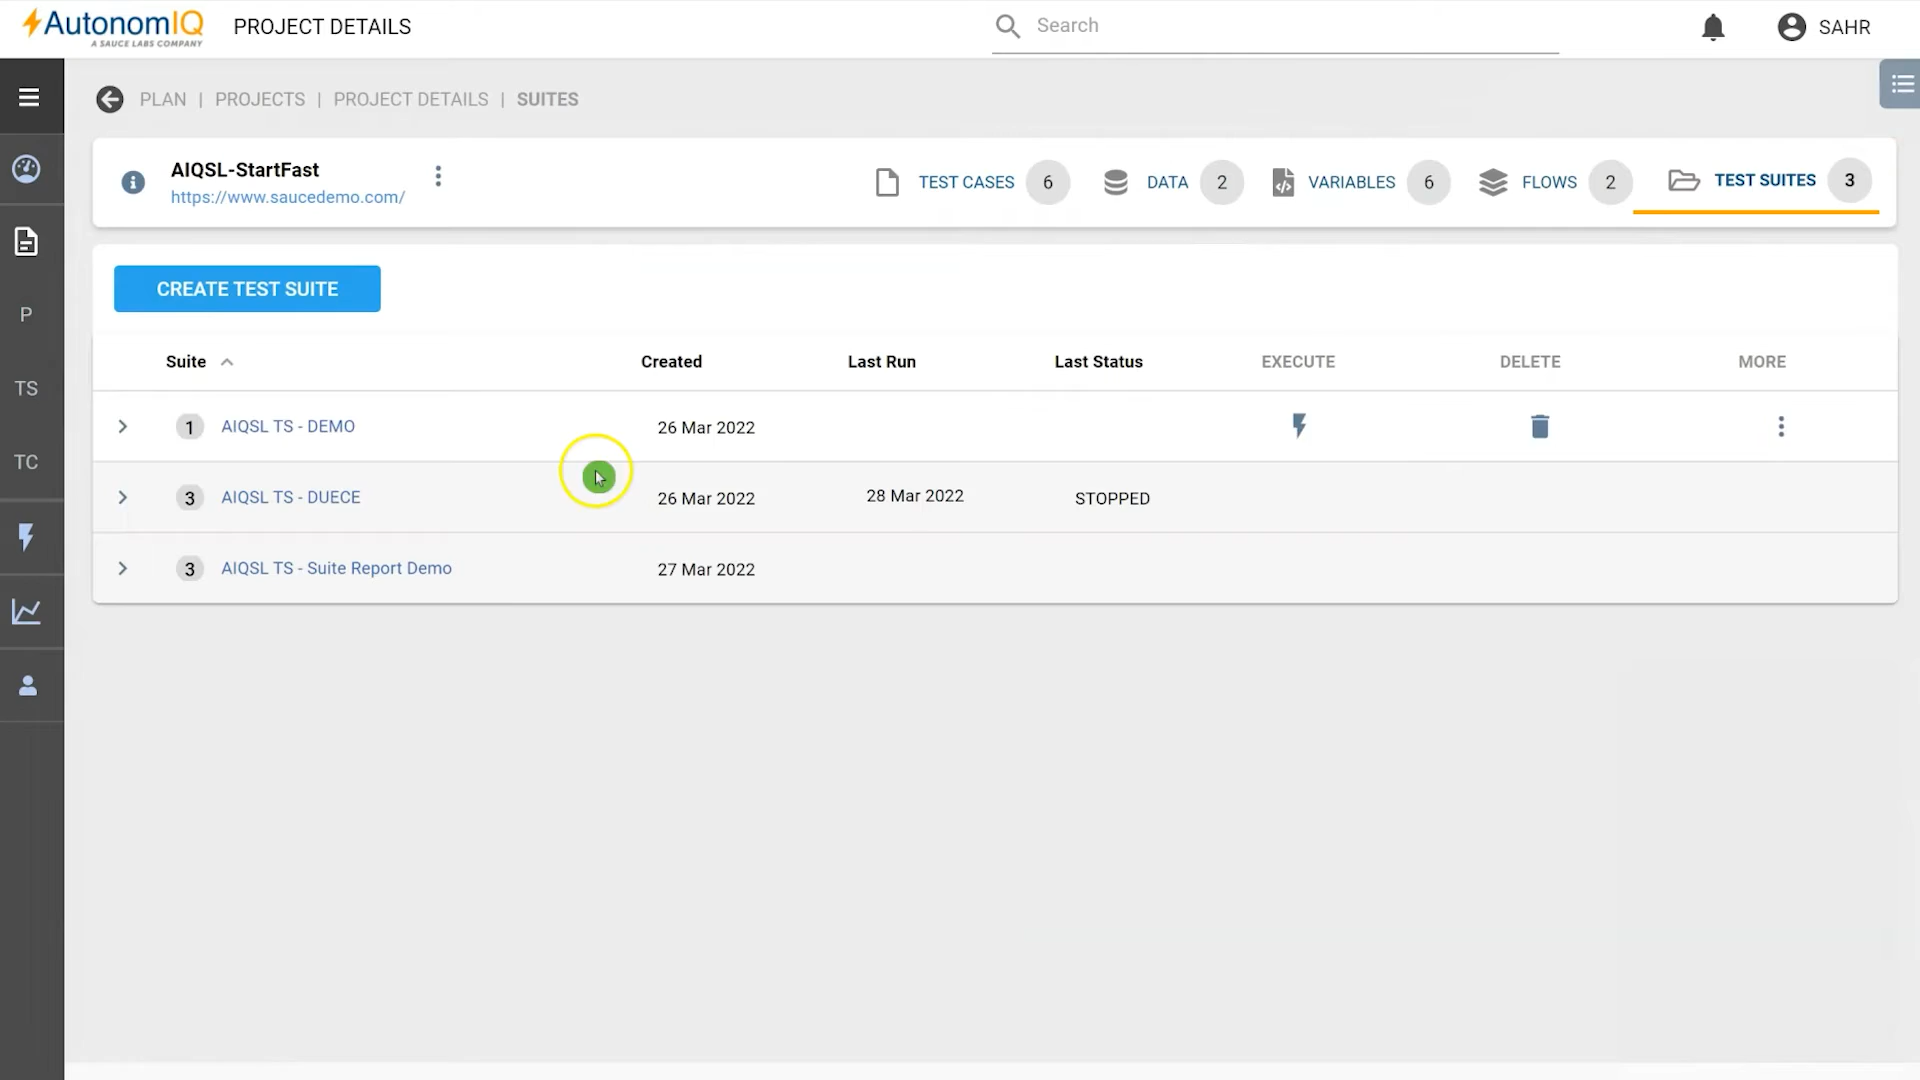 AutonomIQ
A SAUCE LABS COMPANY
PROJECT DETAILS
Search
SAHR
PLAN | PROJECTS | PROJECT DETAILS | SUITES
AIQSL-StartFast
https://www.saucedemo.com/
TEST CASES 6
DATA 2
VARIABLES 6
FLOWS 2
TEST SUITES 3
CREATE TEST SUITE
Suite Created Last Run Last Status EXECUTE DELETE MORE
1 AIQSL TS - DEMO 26 Mar 2022
3 AIQSL TS - DUECE 26 Mar 2022 28 Mar 2022 STOPPED
3 AIQSL TS - Suite Report Demo 27 Mar 2022
P
TS
TC